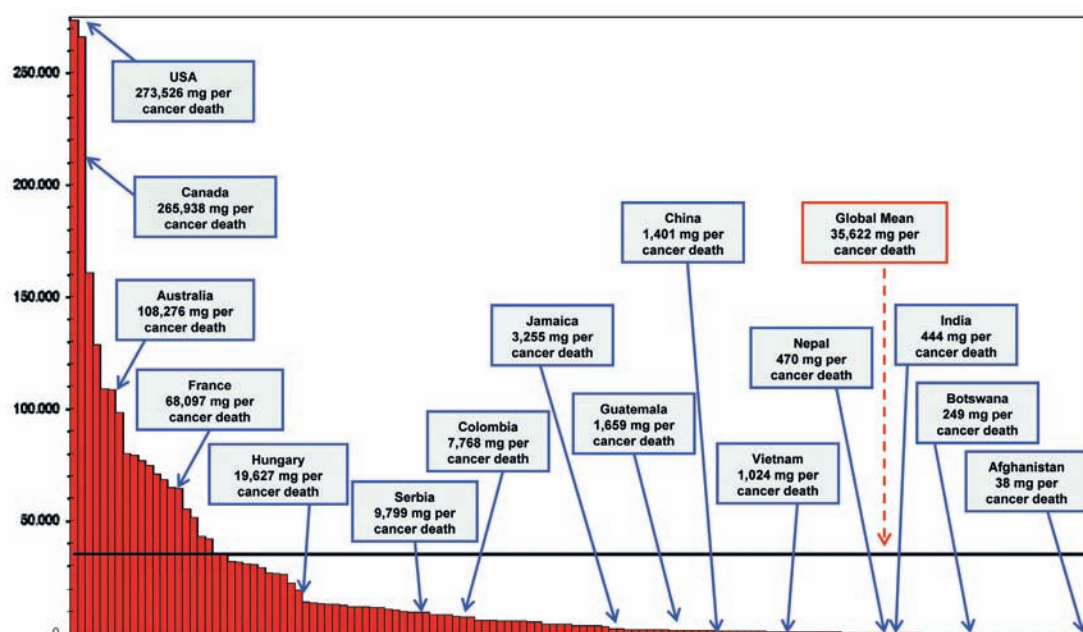 250.000
200.000
150.000
100.000
50.000
0
USA
273,526 mg per
cancer death
Canada
265,938 mg per
cancer death
Australia
108,276 mg per
cancer death
France
68,097 mg per
cancer death
Hungary
19,627 mg per
cancer death
Serbia
9,799 mg per
cancer death
Colombia
7,768 mg per
cancer death
Jamaica
3,255 mg per
cancer death
Guatemala
1,659 mg per
cancer death
China
1,401 mg per
cancer death
Vietnam
1,024 mg per
cancer death
Global Mean
35,622 mg per
cancer death
Nepal
470 mg per
cancer death
India
444 mg per
cancer death
Botswana
249 mg per
cancer death
Afghanistan
38 mg per
cancer death